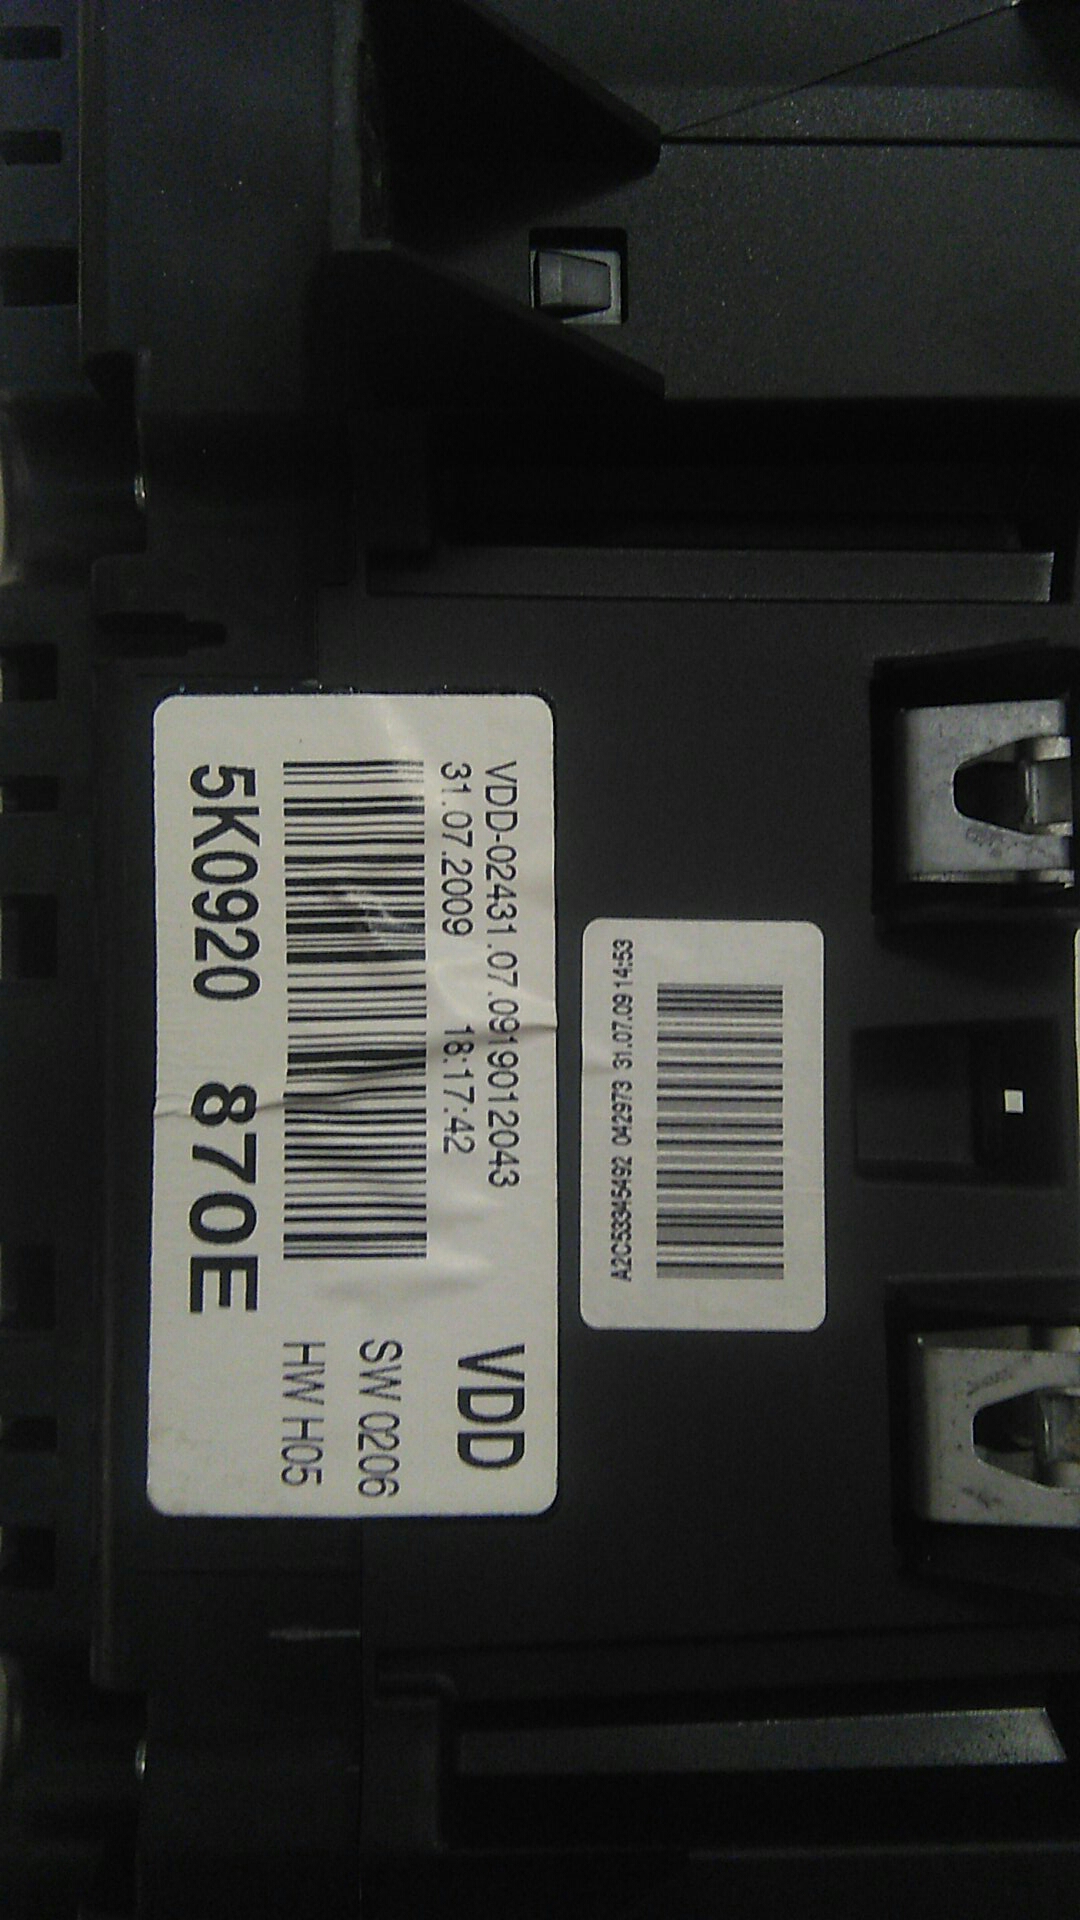 VDD-02431.07.0919012043
31.07.2009 18:17:42
VDD
SW 0206
HW H05
5K0920 870E
A2C53345492 042973 31.07.09 14:53